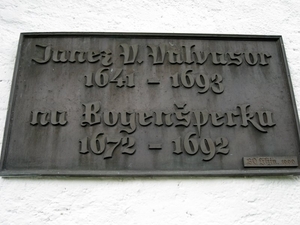 Janez V. Valvasor
1641 - 1693
na Bogenšperku
1672 - 1692